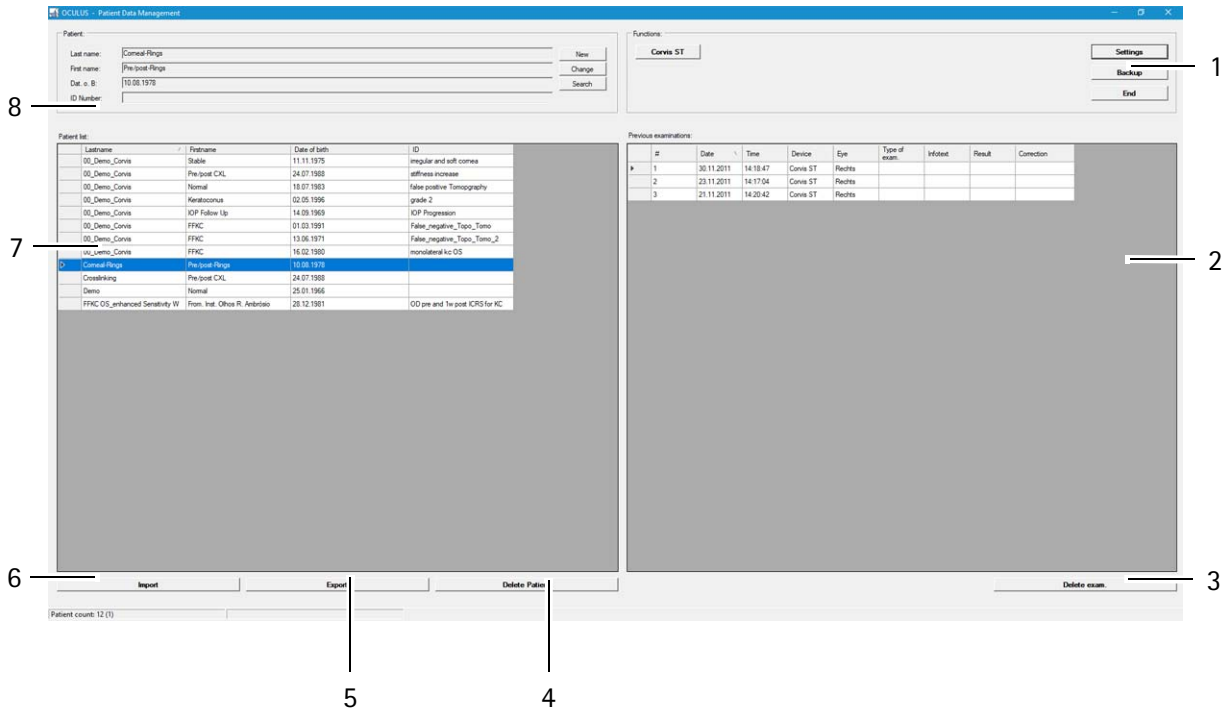 OCULUS - Patient Data Management
Patient:
Last name: Corneal-Rings New
First name: Pre/post-Rings Change
Dat. o. B: 10.08.1978 Search
ID Number:
Functions:
Corvis ST Settings
Backup
End
1
8
Patient list:
Lastname Firstname Date of birth ID
00_Demo_Corvis Stable 11.11.1975 irregular and soft cornea
00_Demo_Corvis Pre/post CXL 24.07.1988 stiffness increase
00_Demo_Corvis Normal 18.07.1983 false positive Tomopgraphy
00_Demo_Corvis Keratoconus 02.05.1996 grade 2
00_Demo_Corvis IOP Follow Up 14.09.1969 IOP Progression
00_Demo_Corvis FFKC 01.03.1991 False_negative_Topo_Tomo
00_Demo_Corvis FFKC 13.06.1971 False_negative_Topo_Tomo_2
00_Demo_Corvis FFKC 16.02.1980 monolateral kc OS
Corneal-Rings Pre/post-Rings 10.08.1978
Crosslinking Pre/post CXL 24.07.1988
Demo Normal 25.01.1966
FFKC OS_enhanced Sensitivity W From. Inst. Olhos R. Ambrósio 28.12.1981 OD pre and 1w post ICRS for KC
7
Previous examinations:
# Date Time Device Eye Type of exam. Infotext Result Correction
1 30.11.2011 14:18:47 Corvis ST Rechts
2 23.11.2011 14:17:04 Corvis ST Rechts
3 21.11.2011 14:20:42 Corvis ST Rechts
2
6
Import Export Delete Patient Delete exam.
3
Patient count: 12 (1)
5 4